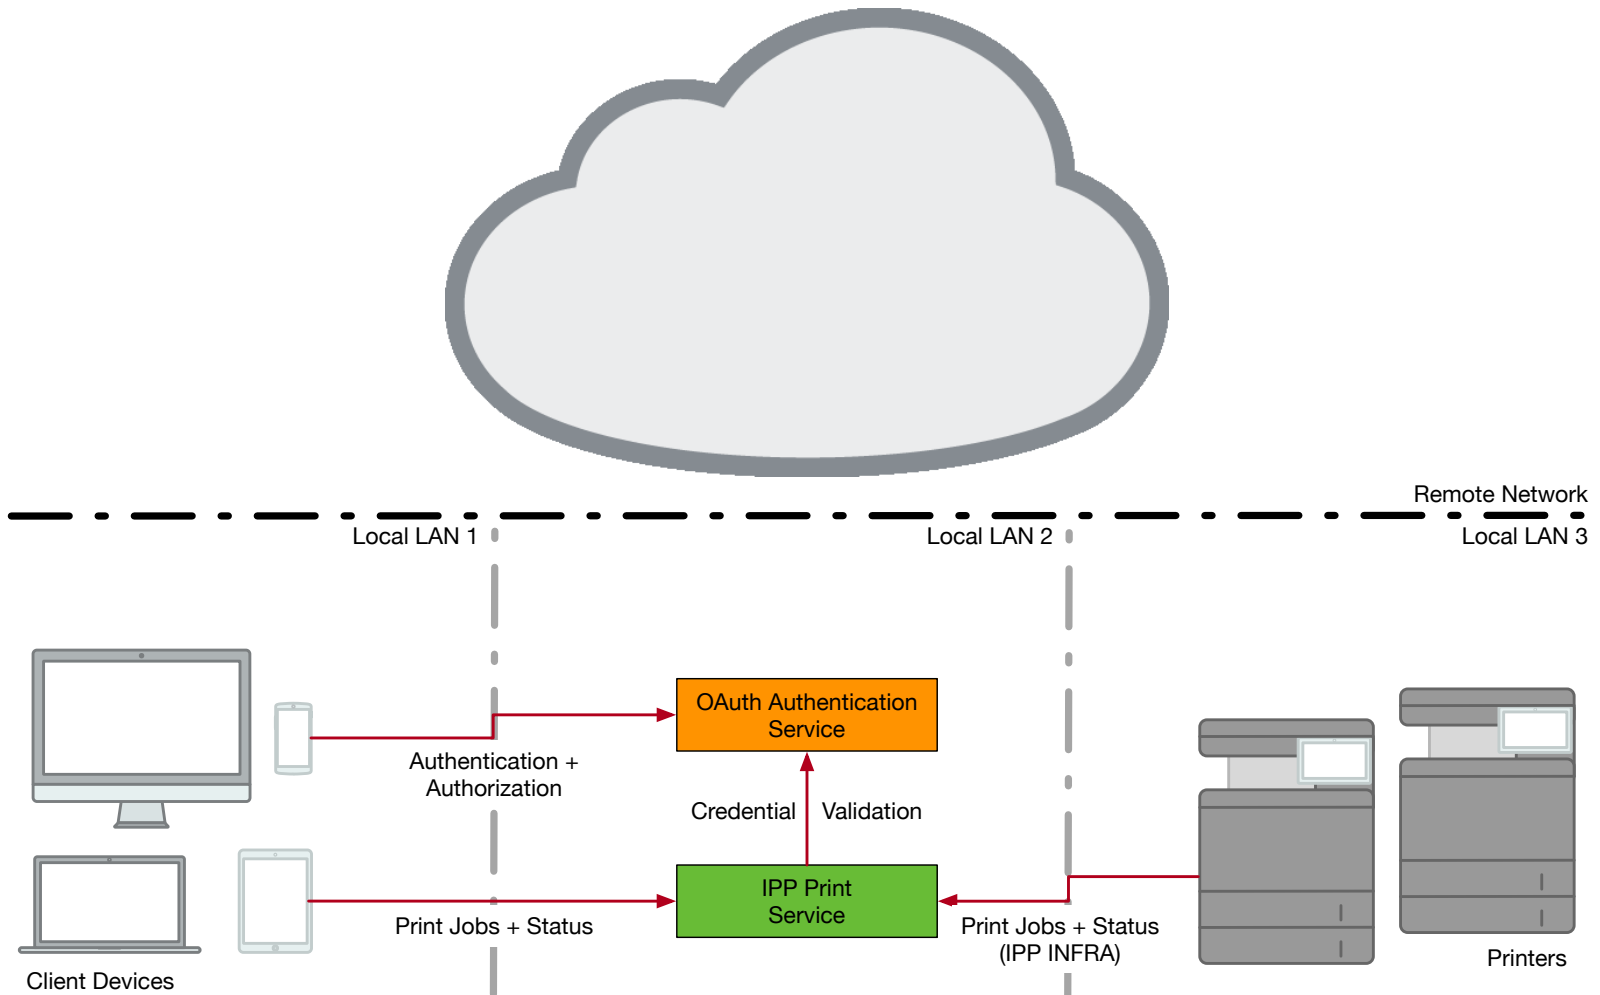 Remote Network
Local LAN 1
Local LAN 2
Local LAN 3
OAuth Authentication
Service
Authentication +
Authorization
Credential Validation
IPP Print
Service
Print Jobs + Status
Print Jobs + Status
(IPP INFRA)
Printers
Client Devices